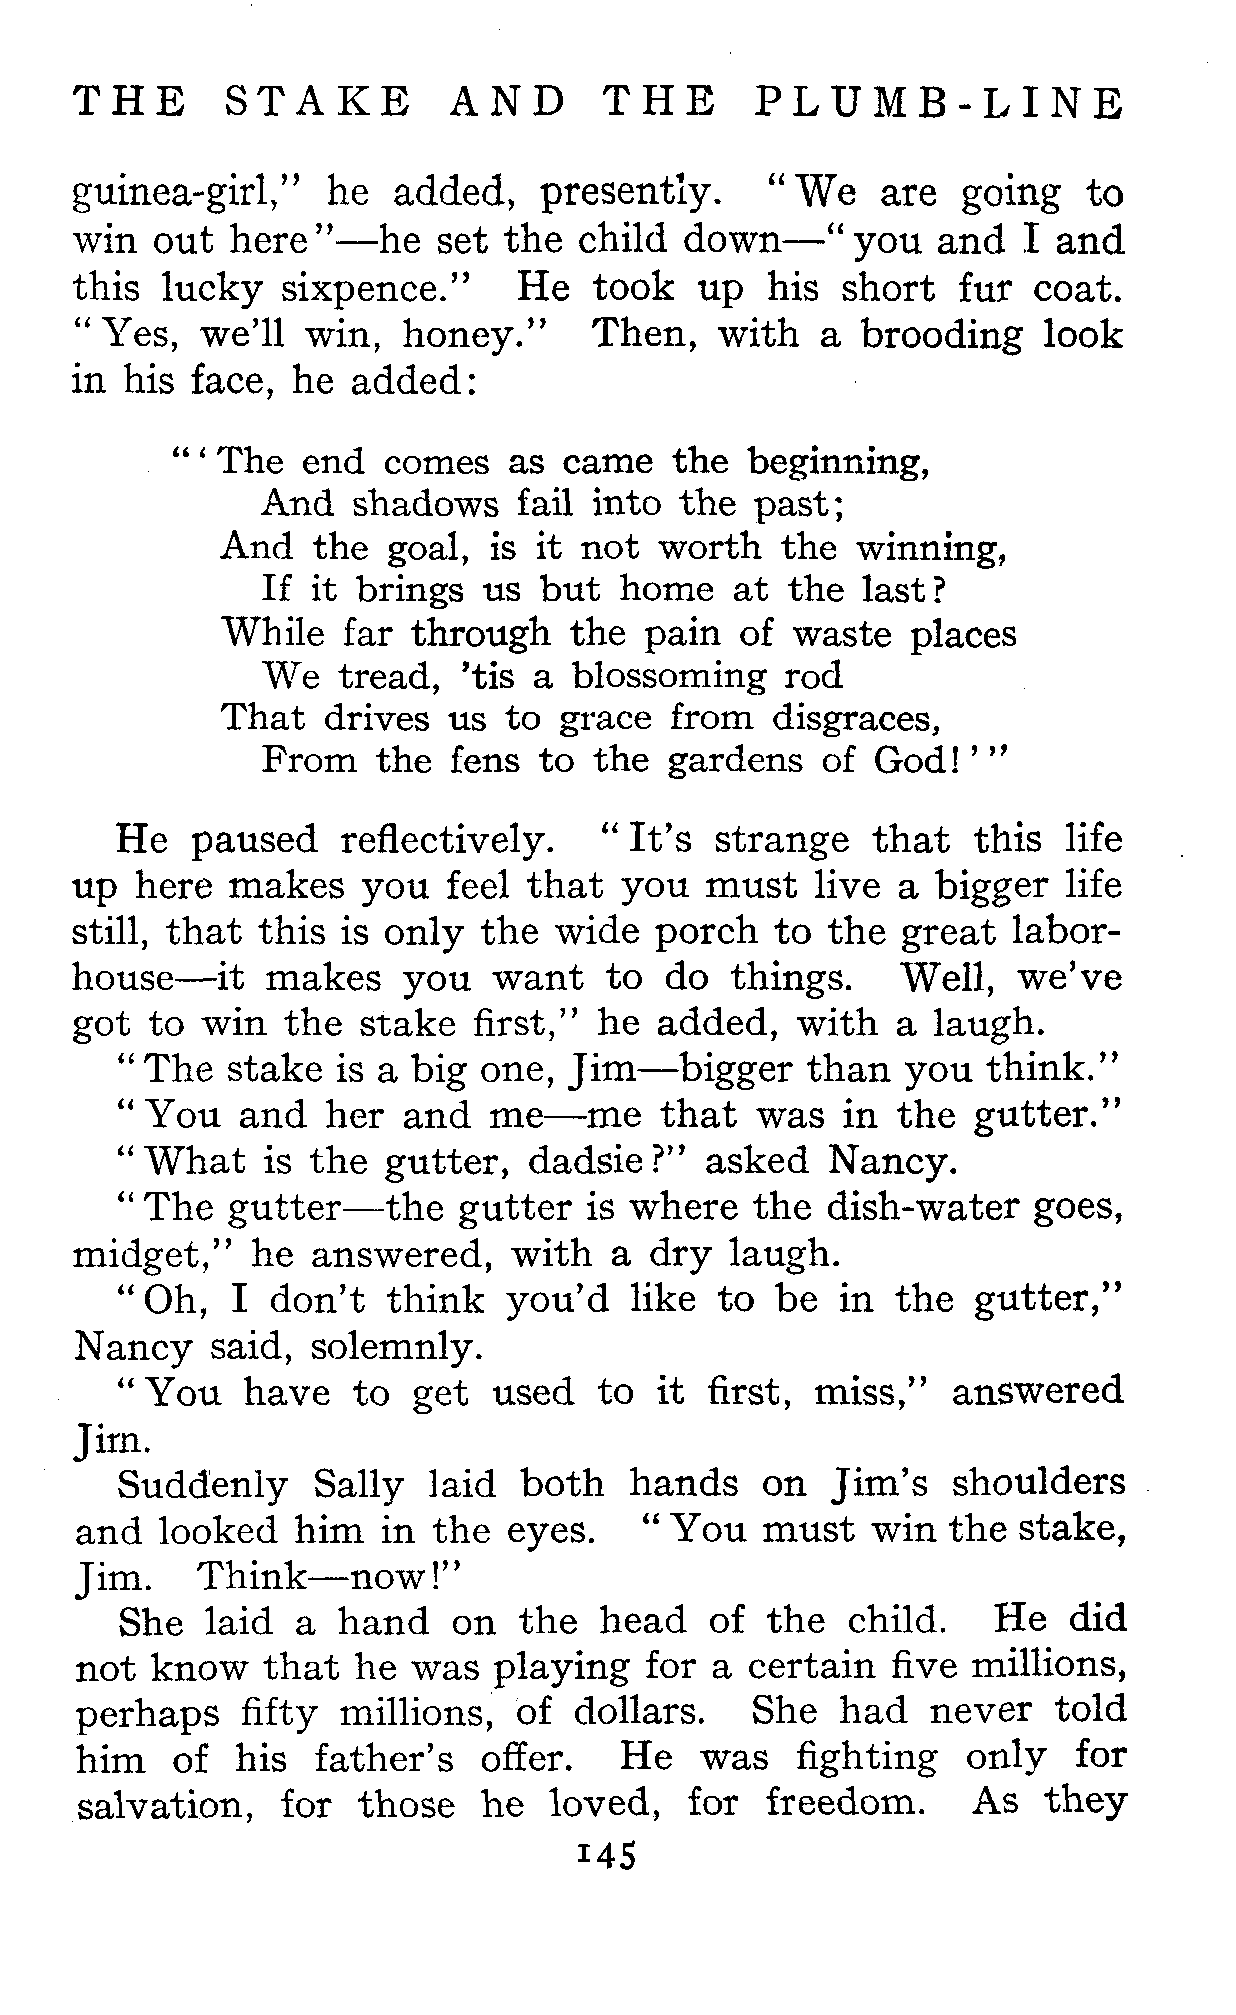 THE STAKE AND THE PLUMB-LINE
guinea-girl," he added, presently. "We are going to
win out here"—he set the child down—"you and I and
this lucky sixpence." He took up his short fur coat.
"Yes, we'll win, honey." Then, with a brooding look
in his face, he added:
"'The end comes as came the beginning,
And shadows fail into the past;
And the goal, is it not worth the winning,
If it brings us but home at the last?
While far through the pain of waste places
We tread, 'tis a blossoming rod
That drives us to grace from disgraces,
From the fens to the gardens of God!'"
He paused reflectively. "It's strange that this life
up here makes you feel that you must live a bigger life
still, that this is only the wide porch to the great labor-
house—it makes you want to do things. Well, we've
got to win the stake first," he added, with a laugh.
"The stake is a big one, Jim—bigger than you think."
"You and her and me—me that was in the gutter."
"What is the gutter, dadsie?" asked Nancy.
"The gutter—the gutter is where the dish-water goes,
midget," he answered, with a dry laugh.
"Oh, I don't think you'd like to be in the gutter,"
Nancy said, solemnly.
"You have to get used to it first, miss," answered
Jim.
Suddenly Sally laid both hands on Jim's shoulders
and looked him in the eyes. "You must win the stake,
Jim. Think—now!"
She laid a hand on the head of the child. He did
not know that he was playing for a certain five millions,
perhaps fifty millions, of dollars. She had never told
him of his father's offer. He was fighting only for
salvation, for those he loved, for freedom. As they
145